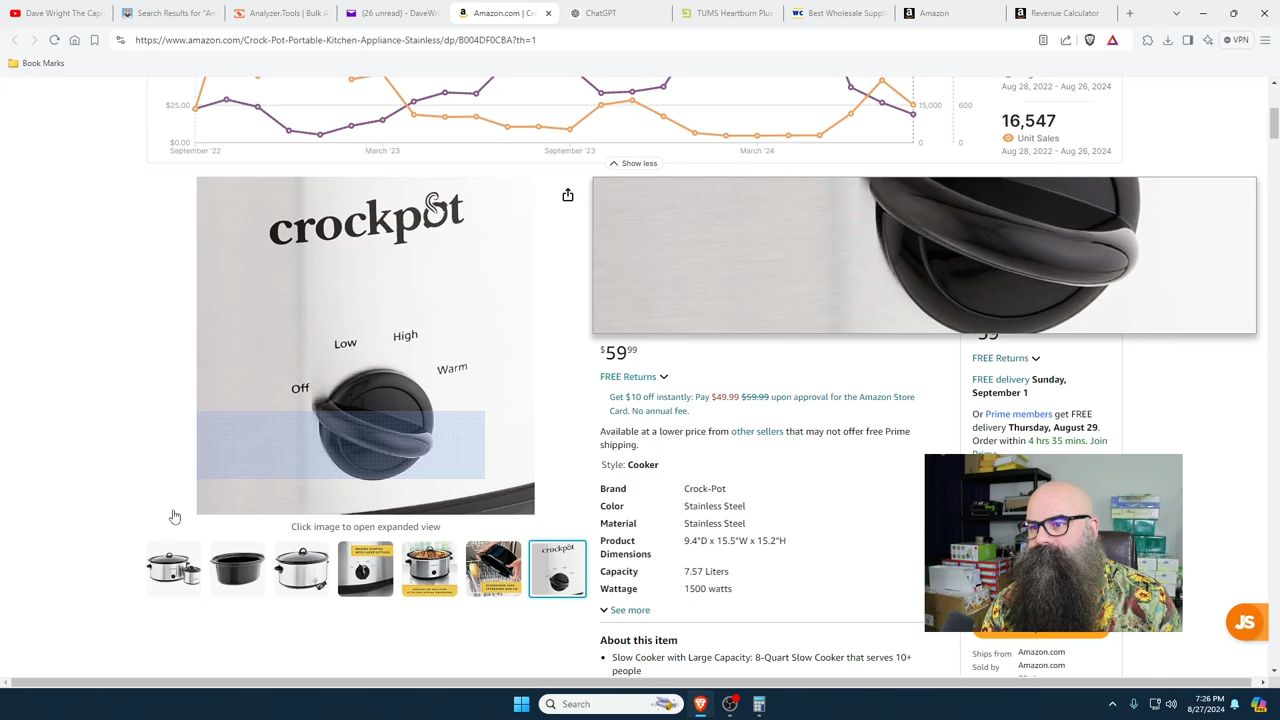 Dave Wright The Cap
Search Results for "An
Analyzer.Tools | Bulk A
(26 unread) - DaveWr
Amazon.com | Cr
ChatGPT
TUMS Heartburn Plus
Best Wholesale Suppli
Amazon
Revenue Calculator
https://www.amazon.com/Crock-Pot-Portable-Kitchen-Appliance-Stainless/dp/B004DF0CBA?th=1
VPN
Book Marks
Aug 28, 2022 - Aug 26, 2024
$25.00
15,000
600
16,547
Unit Sales
$0.00
0
0
Aug 28, 2022 - Aug 26, 2024
September '22
March '23
September '23
March '24
Show less
crockpot
Low
High
Warm
Off
$59.99
FREE Returns
Get $10 off instantly: Pay $49.99 $59.99 upon approval for the Amazon Store
Card. No annual fee.
Available at a lower price from other sellers that may not offer free Prime
shipping.
Style: Cooker
Brand Crock-Pot
Color Stainless Steel
Material Stainless Steel
Product Dimensions 9.4"D x 15.5"W x 15.2"H
Capacity 7.57 Liters
Wattage 1500 watts
See more
About this item
Slow Cooker with Large Capacity: 8-Quart Slow Cooker that serves 10+
people
FREE Returns
FREE delivery Sunday,
September 1
Or Prime members get FREE
delivery Thursday, August 29.
Order within 4 hrs 35 mins. Join
Prime
Ships from Amazon.com
Sold by Amazon.com
Click image to open expanded view
crockpot
JS
Search
7:26 PM
8/27/2024